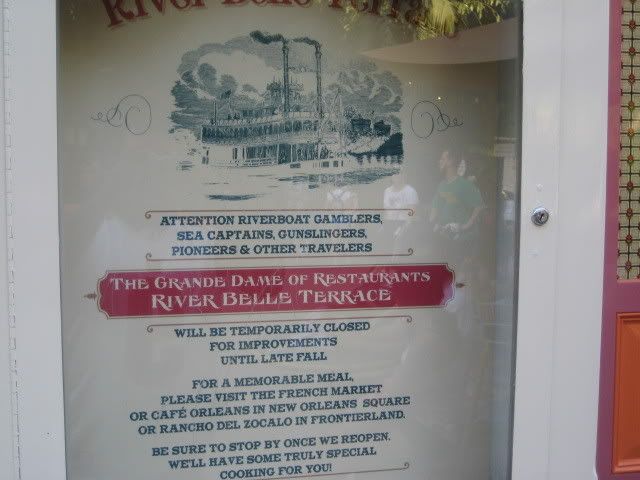 River Belle Terrace
ATTENTION RIVERBOAT GAMBLERS,
SEA CAPTAINS, GUNSLINGERS,
PIONEERS & OTHER TRAVELERS
THE GRANDE DAME OF RESTAURANTS
RIVER BELLE TERRACE
WILL BE TEMPORARILY CLOSED
FOR IMPROVEMENTS
UNTIL LATE FALL
FOR A MEMORABLE MEAL,
PLEASE VISIT THE FRENCH MARKET
OR CAFÉ ORLEANS IN NEW ORLEANS SQUARE
OR RANCHO DEL ZOCALO IN FRONTIERLAND.
BE SURE TO STOP BY ONCE WE REOPEN.
WE'LL HAVE SOME TRULY SPECIAL
COOKING FOR YOU!